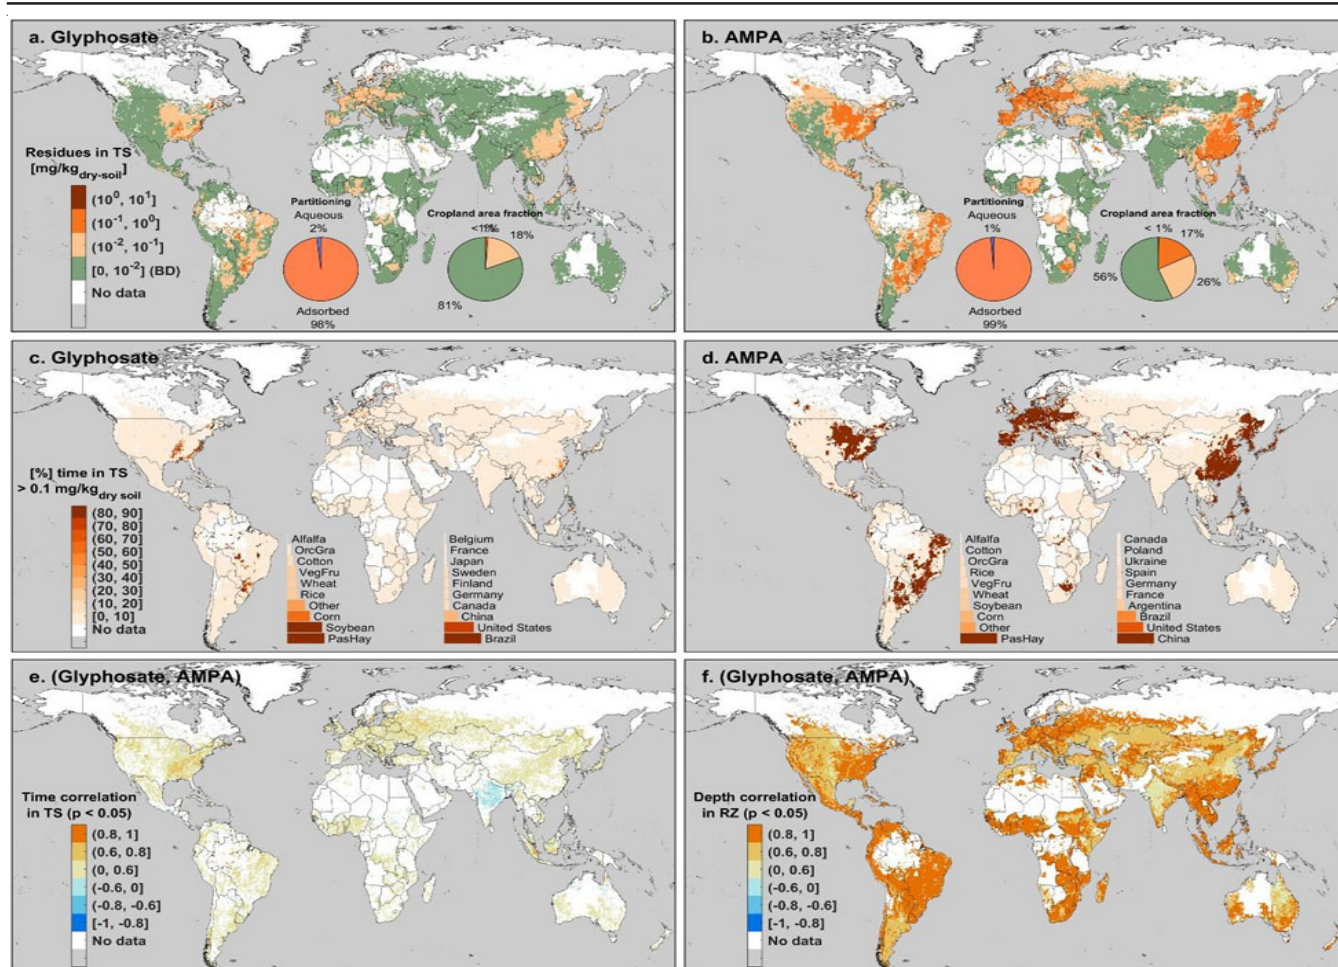 a. Glyphosate
Residues in TS
[mg/kg dry-soil]
(10⁰, 10¹]
(10⁻¹, 10⁰]
(10⁻², 10⁻¹]
[0, 10⁻²] (BD)
No data
Partitioning
Aqueous
2%
Adsorbed
98%
Cropland area fraction
18%
81%
b. AMPA
Partitioning
Aqueous
1%
Adsorbed
99%
Cropland area fraction
< 1%
17%
56%
26%
c. Glyphosate
[%] time in TS
> 0.1 mg/kg dry soil
(80, 90]
(70, 80]
(60, 70]
(50, 60]
(40, 50]
(30, 40]
(20, 30]
(10, 20]
[0, 10]
No data
Alfalfa
OrcGra
Cotton
VegFru
Wheat
Rice
Other
Corn
Soybean
PasHay
Belgium
France
Japan
Sweden
Finland
Germany
Canada
China
United States
Brazil
d. AMPA
Alfalfa
Cotton
OrcGra
Rice
VegFru
Wheat
Soybean
Corn
Other
PasHay
Canada
Poland
Ukraine
Spain
Germany
France
Argentina
Brazil
United States
China
e. (Glyphosate, AMPA)
Time correlation
in TS (p < 0.05)
(0.8, 1]
(0.6, 0.8]
(0, 0.6]
(-0.6, 0]
(-0.8, -0.6]
[-1, -0.8]
No data
f. (Glyphosate, AMPA)
Depth correlation
in RZ (p < 0.05)
(0.8, 1]
(0.6, 0.8]
(0, 0.6]
(-0.6, 0]
(-0.8, -0.6]
[-1, -0.8]
No data